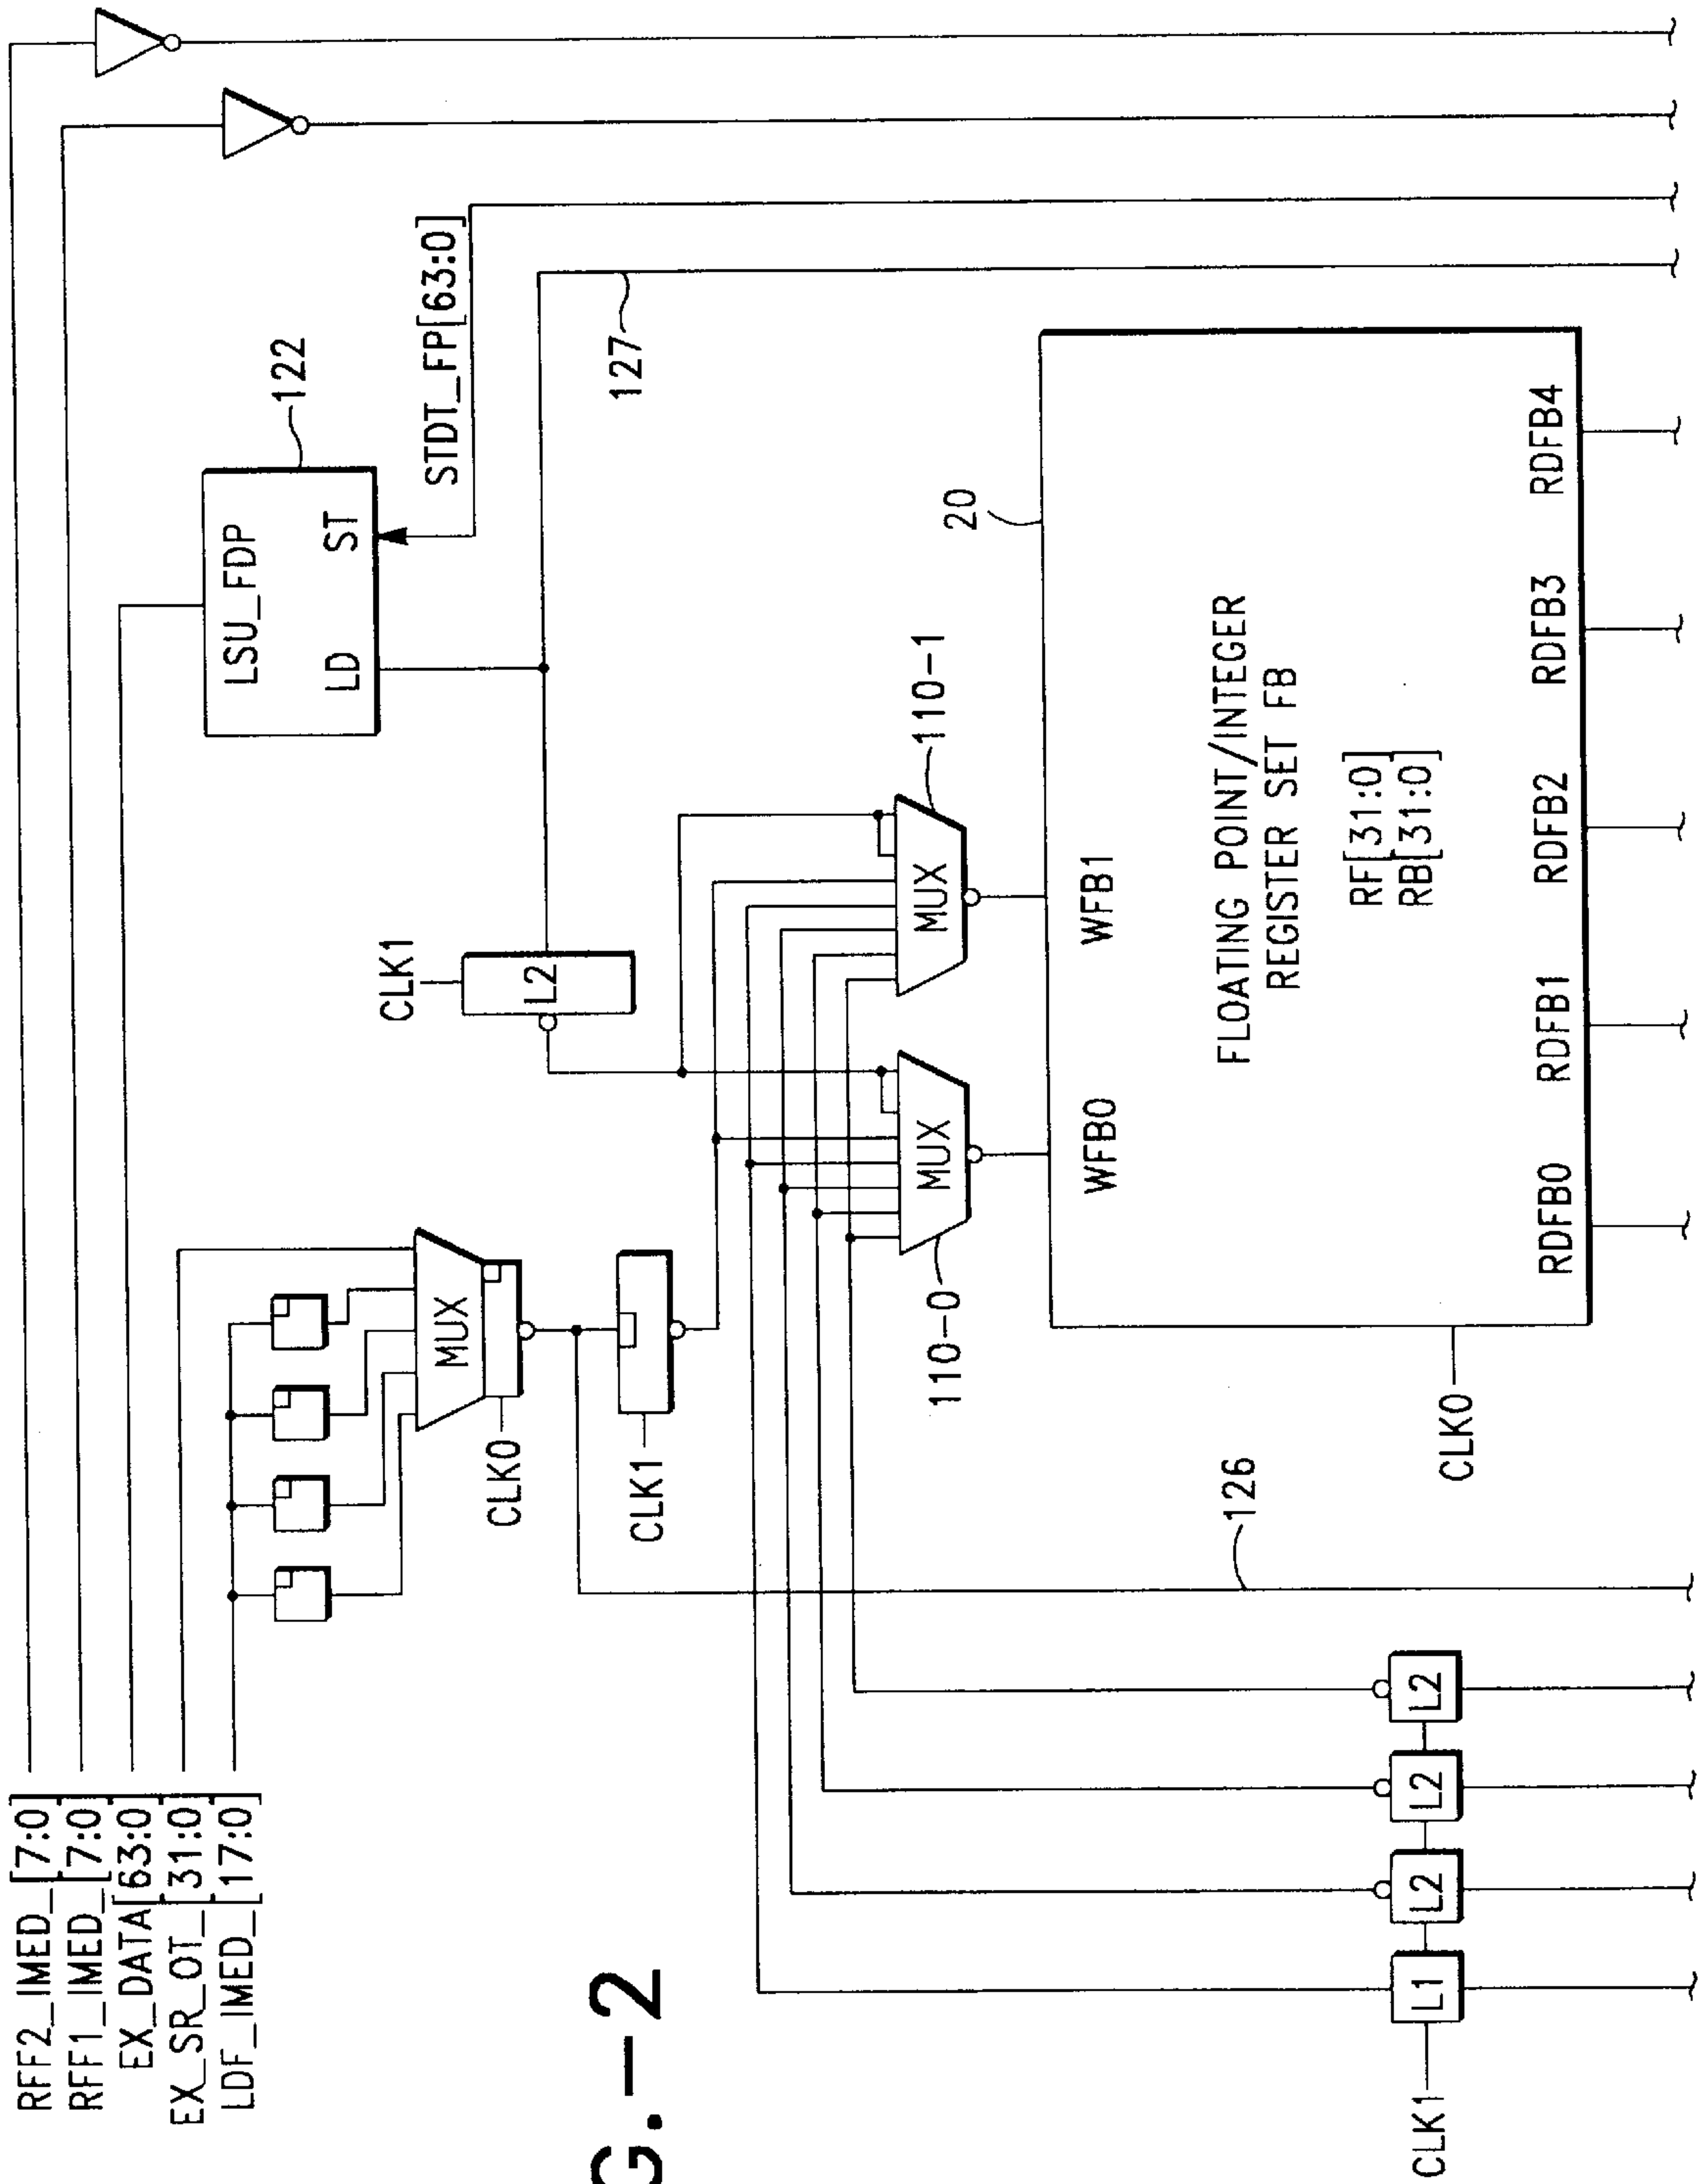 RFF2_IMED_[7:0]
RFF1_IMED_[7:0]
EX_DATA[63:0]
EX_SR_OT_[31:0]
LDF_IMED_[17:0]
LSU_FDP
LD
ST
122
STDT_FP[63:0]
127
MUX
CLK0
CLK1
CLK1
L2
MUX
110-0
MUX
110-1
20
WFB0
WFB1
FLOATING POINT/INTEGER
REGISTER SET FB
RF[31:0]
RB[31:0]
CLK0
126
RDFB0
RDFB1
RDFB2
RDFB3
RDFB4
CLK1
L1
L2
L2
L2
G.-2